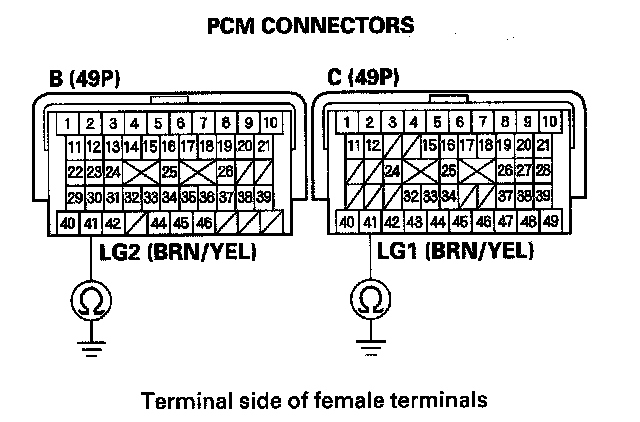 PCM CONNECTORS
B (49P)
1 2 3 4 5 6 7 8 9 10
11 12 13 14 15 16 17 18 19 20 21
22 23 24 25 26
29 30 31 32 33 34 35 36 37 38 39
40 41 42 44 45 46
LG2 (BRN/YEL)
Ω
C (49P)
1 2 3 4 5 6 7 8 9 10
11 12 15 16 17 18 19 20 21
24 25 26 27 28
32 33 34 37 38 39
40 41 42 43 44 45 46 47 48 49
LG1 (BRN/YEL)
Ω
Terminal side of female terminals